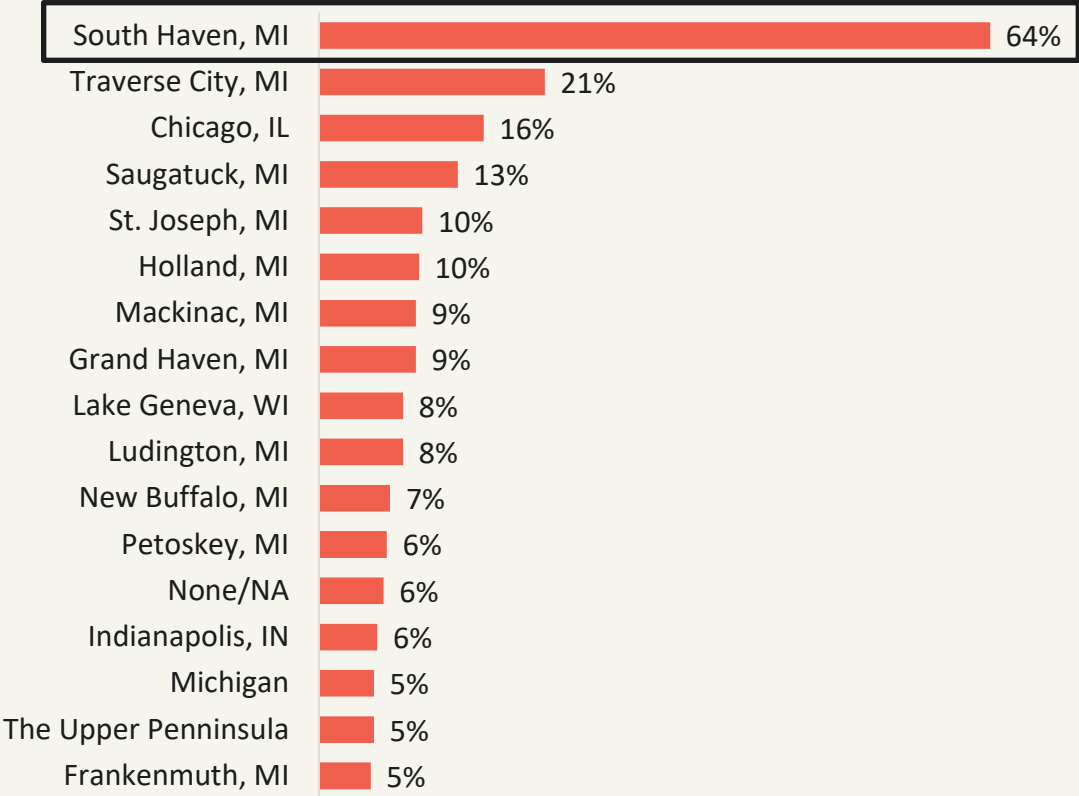 South Haven, MI 64%
Traverse City, MI 21%
Chicago, IL 16%
Saugatuck, MI 13%
St. Joseph, MI 10%
Holland, MI 10%
Mackinac, MI 9%
Grand Haven, MI 9%
Lake Geneva, WI 8%
Ludington, MI 8%
New Buffalo, MI 7%
Petoskey, MI 6%
None/NA 6%
Indianapolis, IN 6%
Michigan 5%
The Upper Penninsula 5%
Frankenmuth, MI 5%